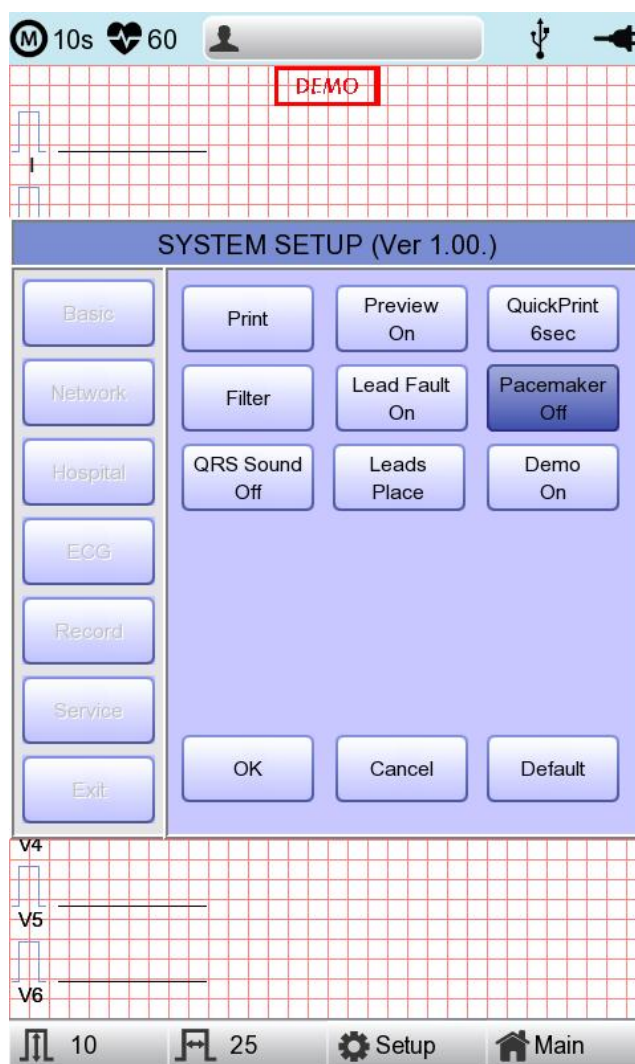 M 10s 60
DEMO
I
SYSTEM SETUP (Ver 1.00.)
Basic
Network
Hospital
ECG
Record
Service
Exit
Print
Preview
On
QuickPrint
6sec
Filter
Lead Fault
On
Pacemaker
Off
QRS Sound
Off
Leads
Place
Demo
On
OK
Cancel
Default
V4
V5
V6
10
25
Setup
Main